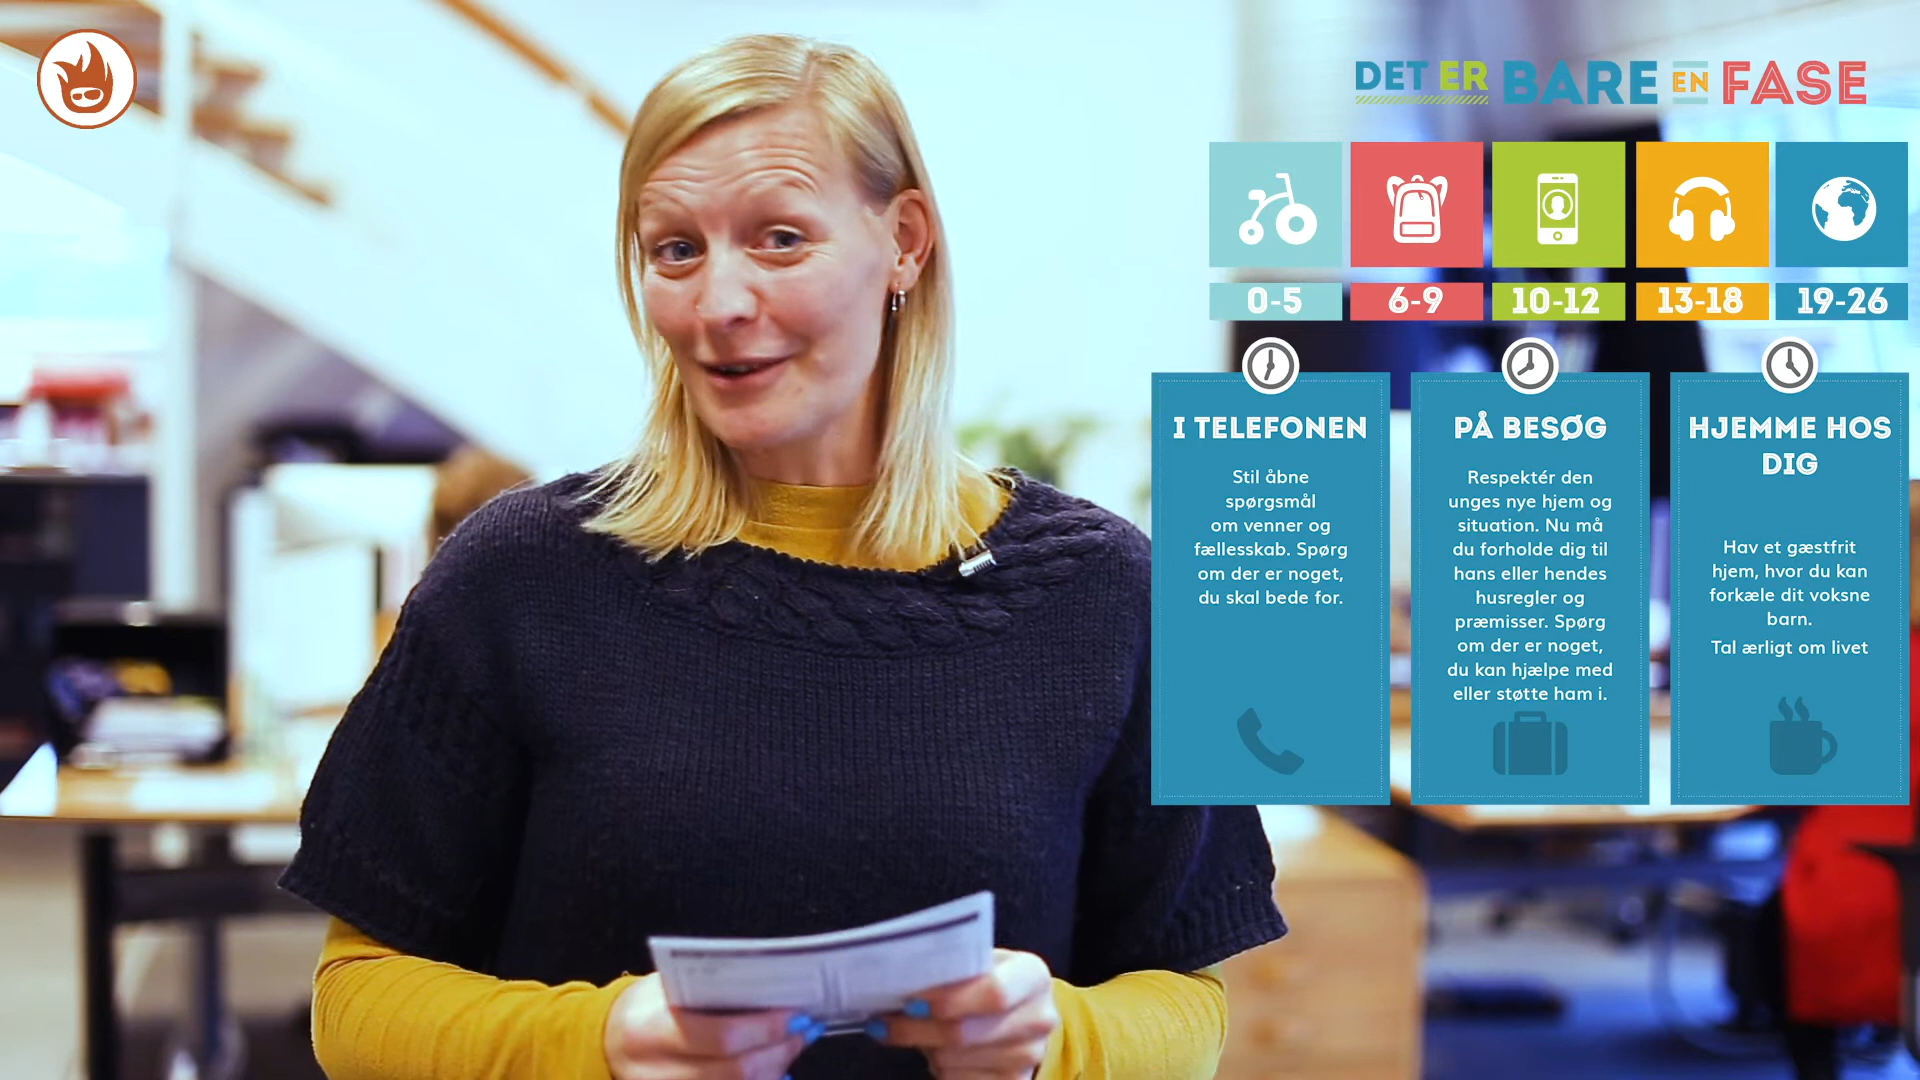 DET ER BARE EN FASE
0-5
6-9
10-12
13-18
19-26
I TELEFONEN
Stil åbne
spørgsmål
om venner og
fællesskab. Spørg
om der er noget,
du skal bede for.
PÅ BESØG
Respektér den
unges nye hjem og
situation. Nu må
du forholde dig til
hans eller hendes
husregler og
præmisser. Spørg
om der er noget,
du kan hjælpe med
eller støtte ham i.
HJEMME HOS
DIG
Hav et gæstfrit
hjem, hvor du kan
forkæle dit voksne
barn.
Tal ærligt om livet